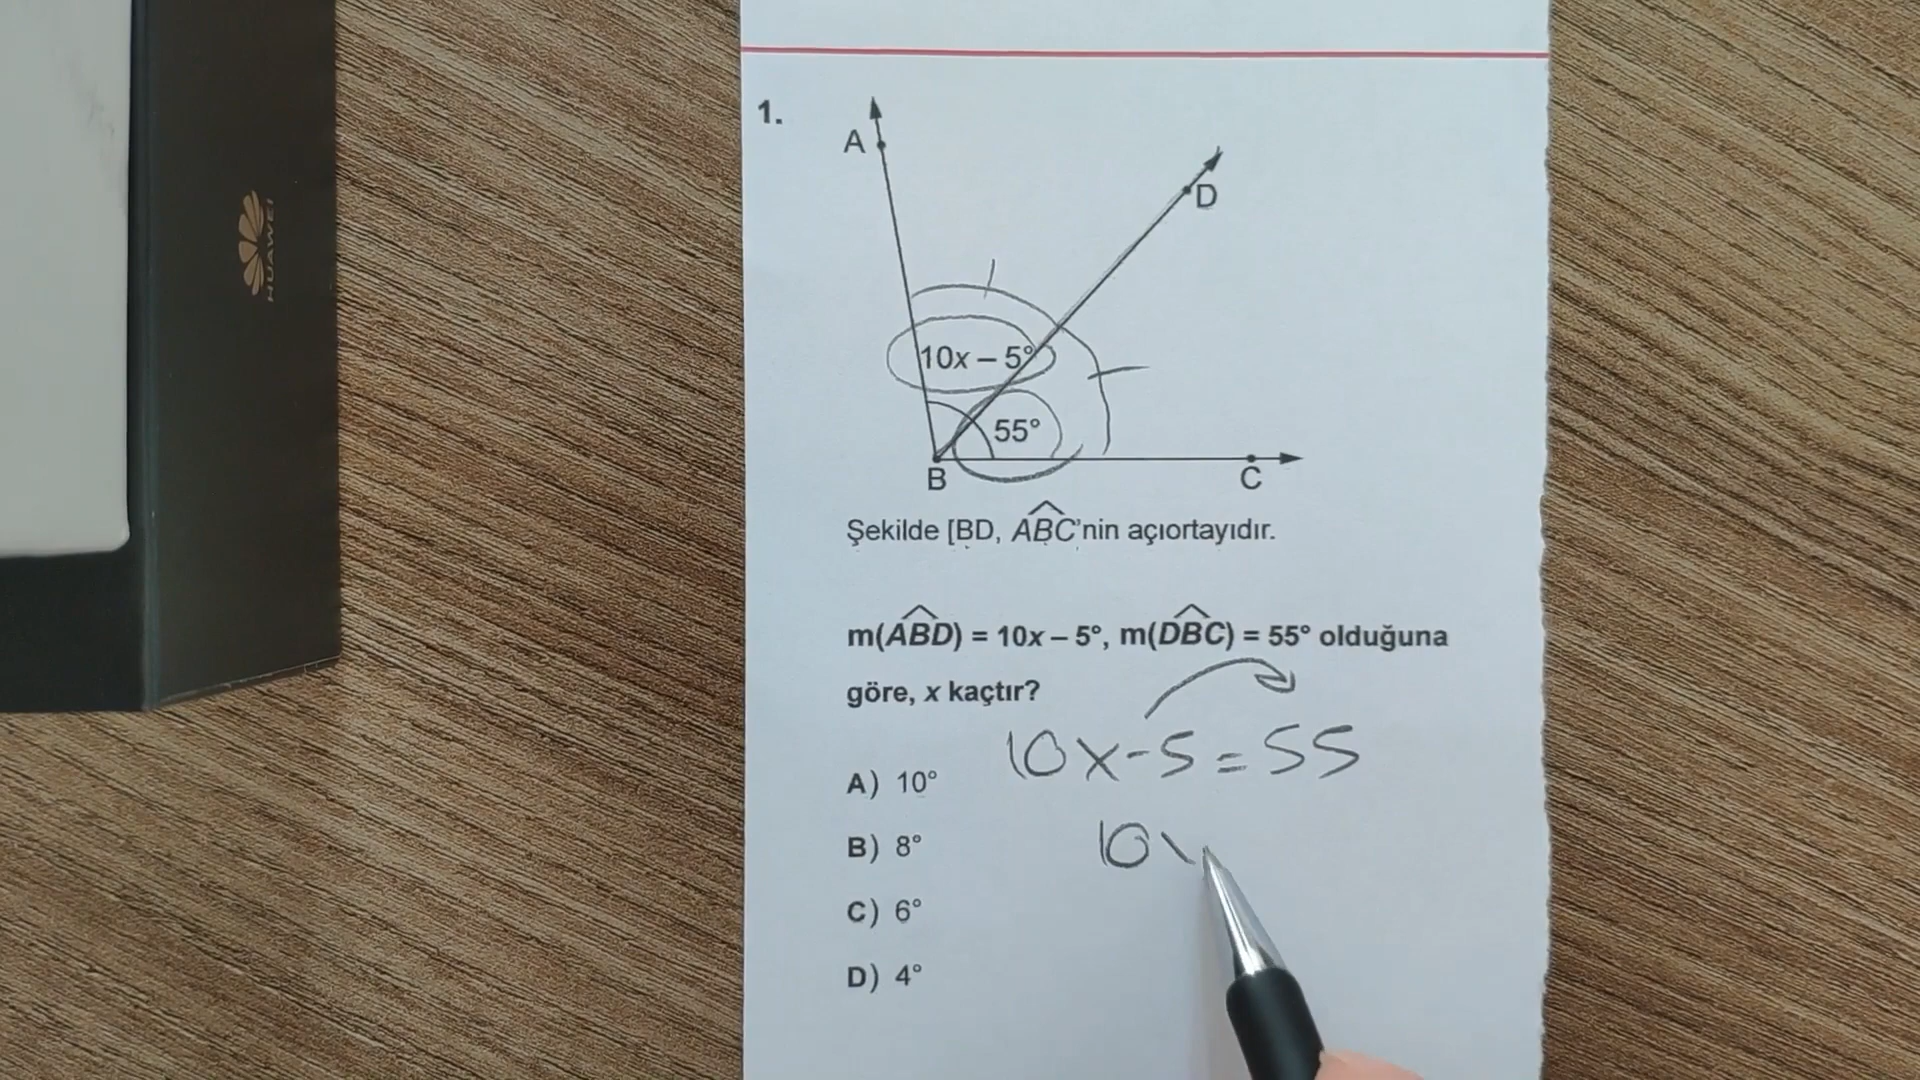 HUAWEI
1.
A
D
10x – 5°
55°
B
C
Şekilde [BD, ABC'nin açıortayıdır.
m(ABD) = 10x – 5°, m(DBC) = 55° olduğuna
göre, x kaçtır?
10x-5=55
A) 10°
10x
B) 8°
C) 6°
D) 4°